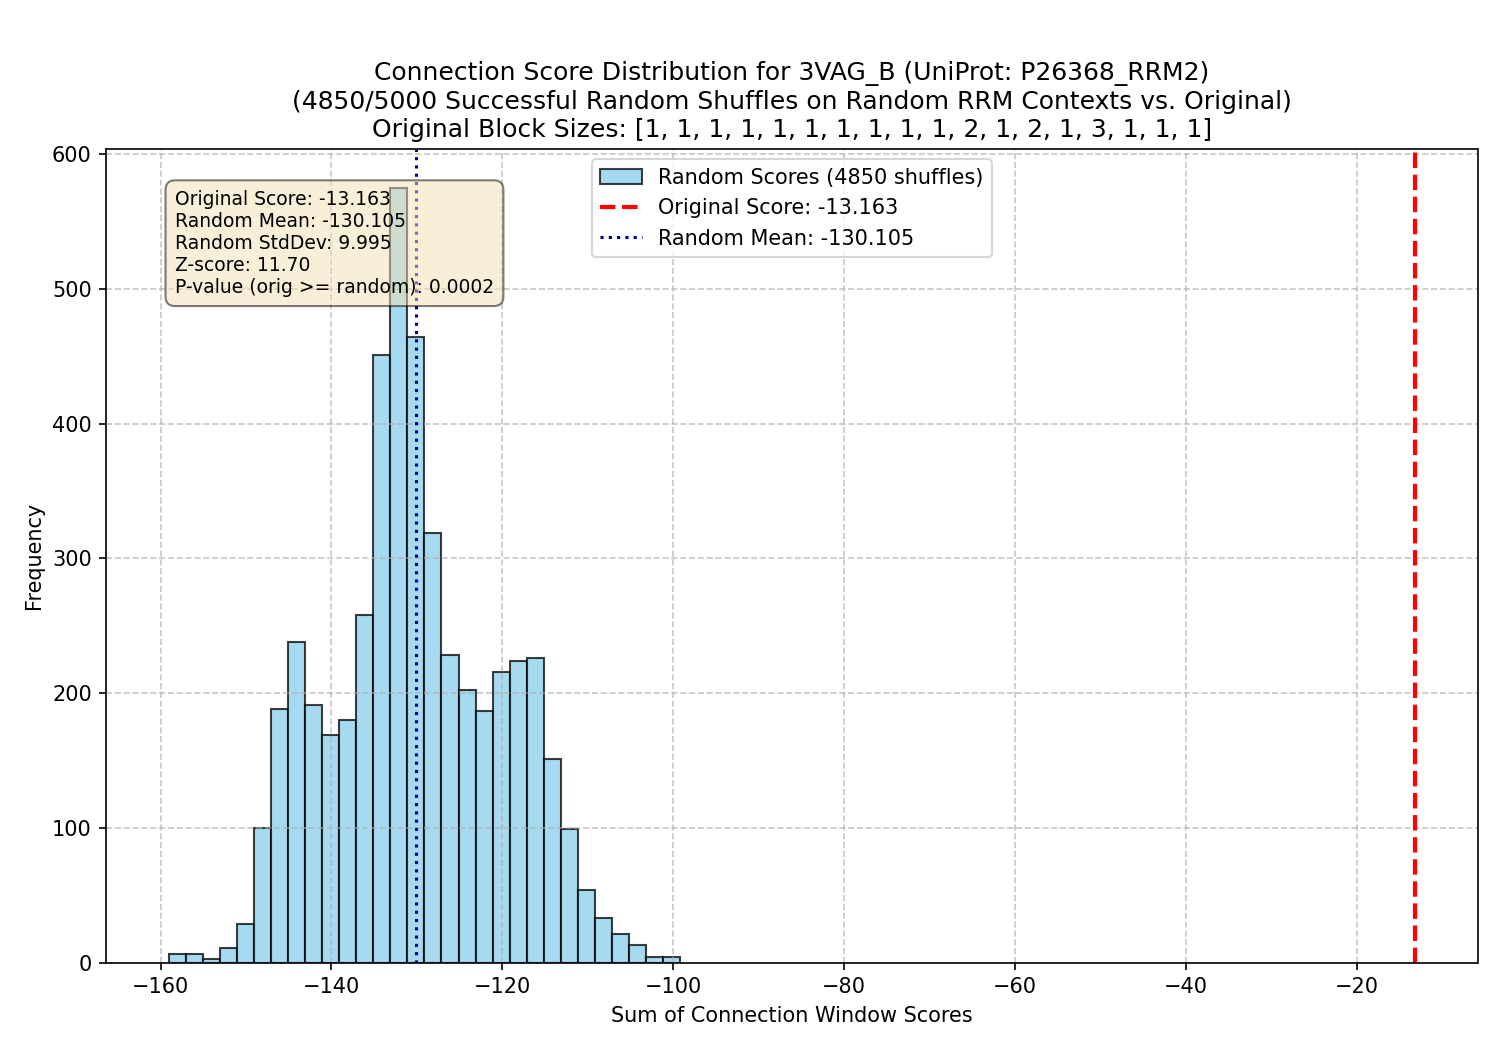 Connection Score Distribution for 3VAG_B (UniProt: P26368_RRM2)
(4850/5000 Successful Random Shuffles on Random RRM Contexts vs. Original)
Original Block Sizes: [1, 1, 1, 1, 1, 1, 1, 1, 1, 1, 2, 1, 2, 1, 3, 1, 1, 1]
Original Score: -13.163
Random Mean: -130.105
Random StdDev: 9.995
Z-score: 11.70
P-value (orig >= random): 0.0002
Random Scores (4850 shuffles)
Original Score: -13.163
Random Mean: -130.105
Frequency
600
500
400
300
200
100
0
−160
−140
−120
−100
−80
−60
−40
−20
Sum of Connection Window Scores